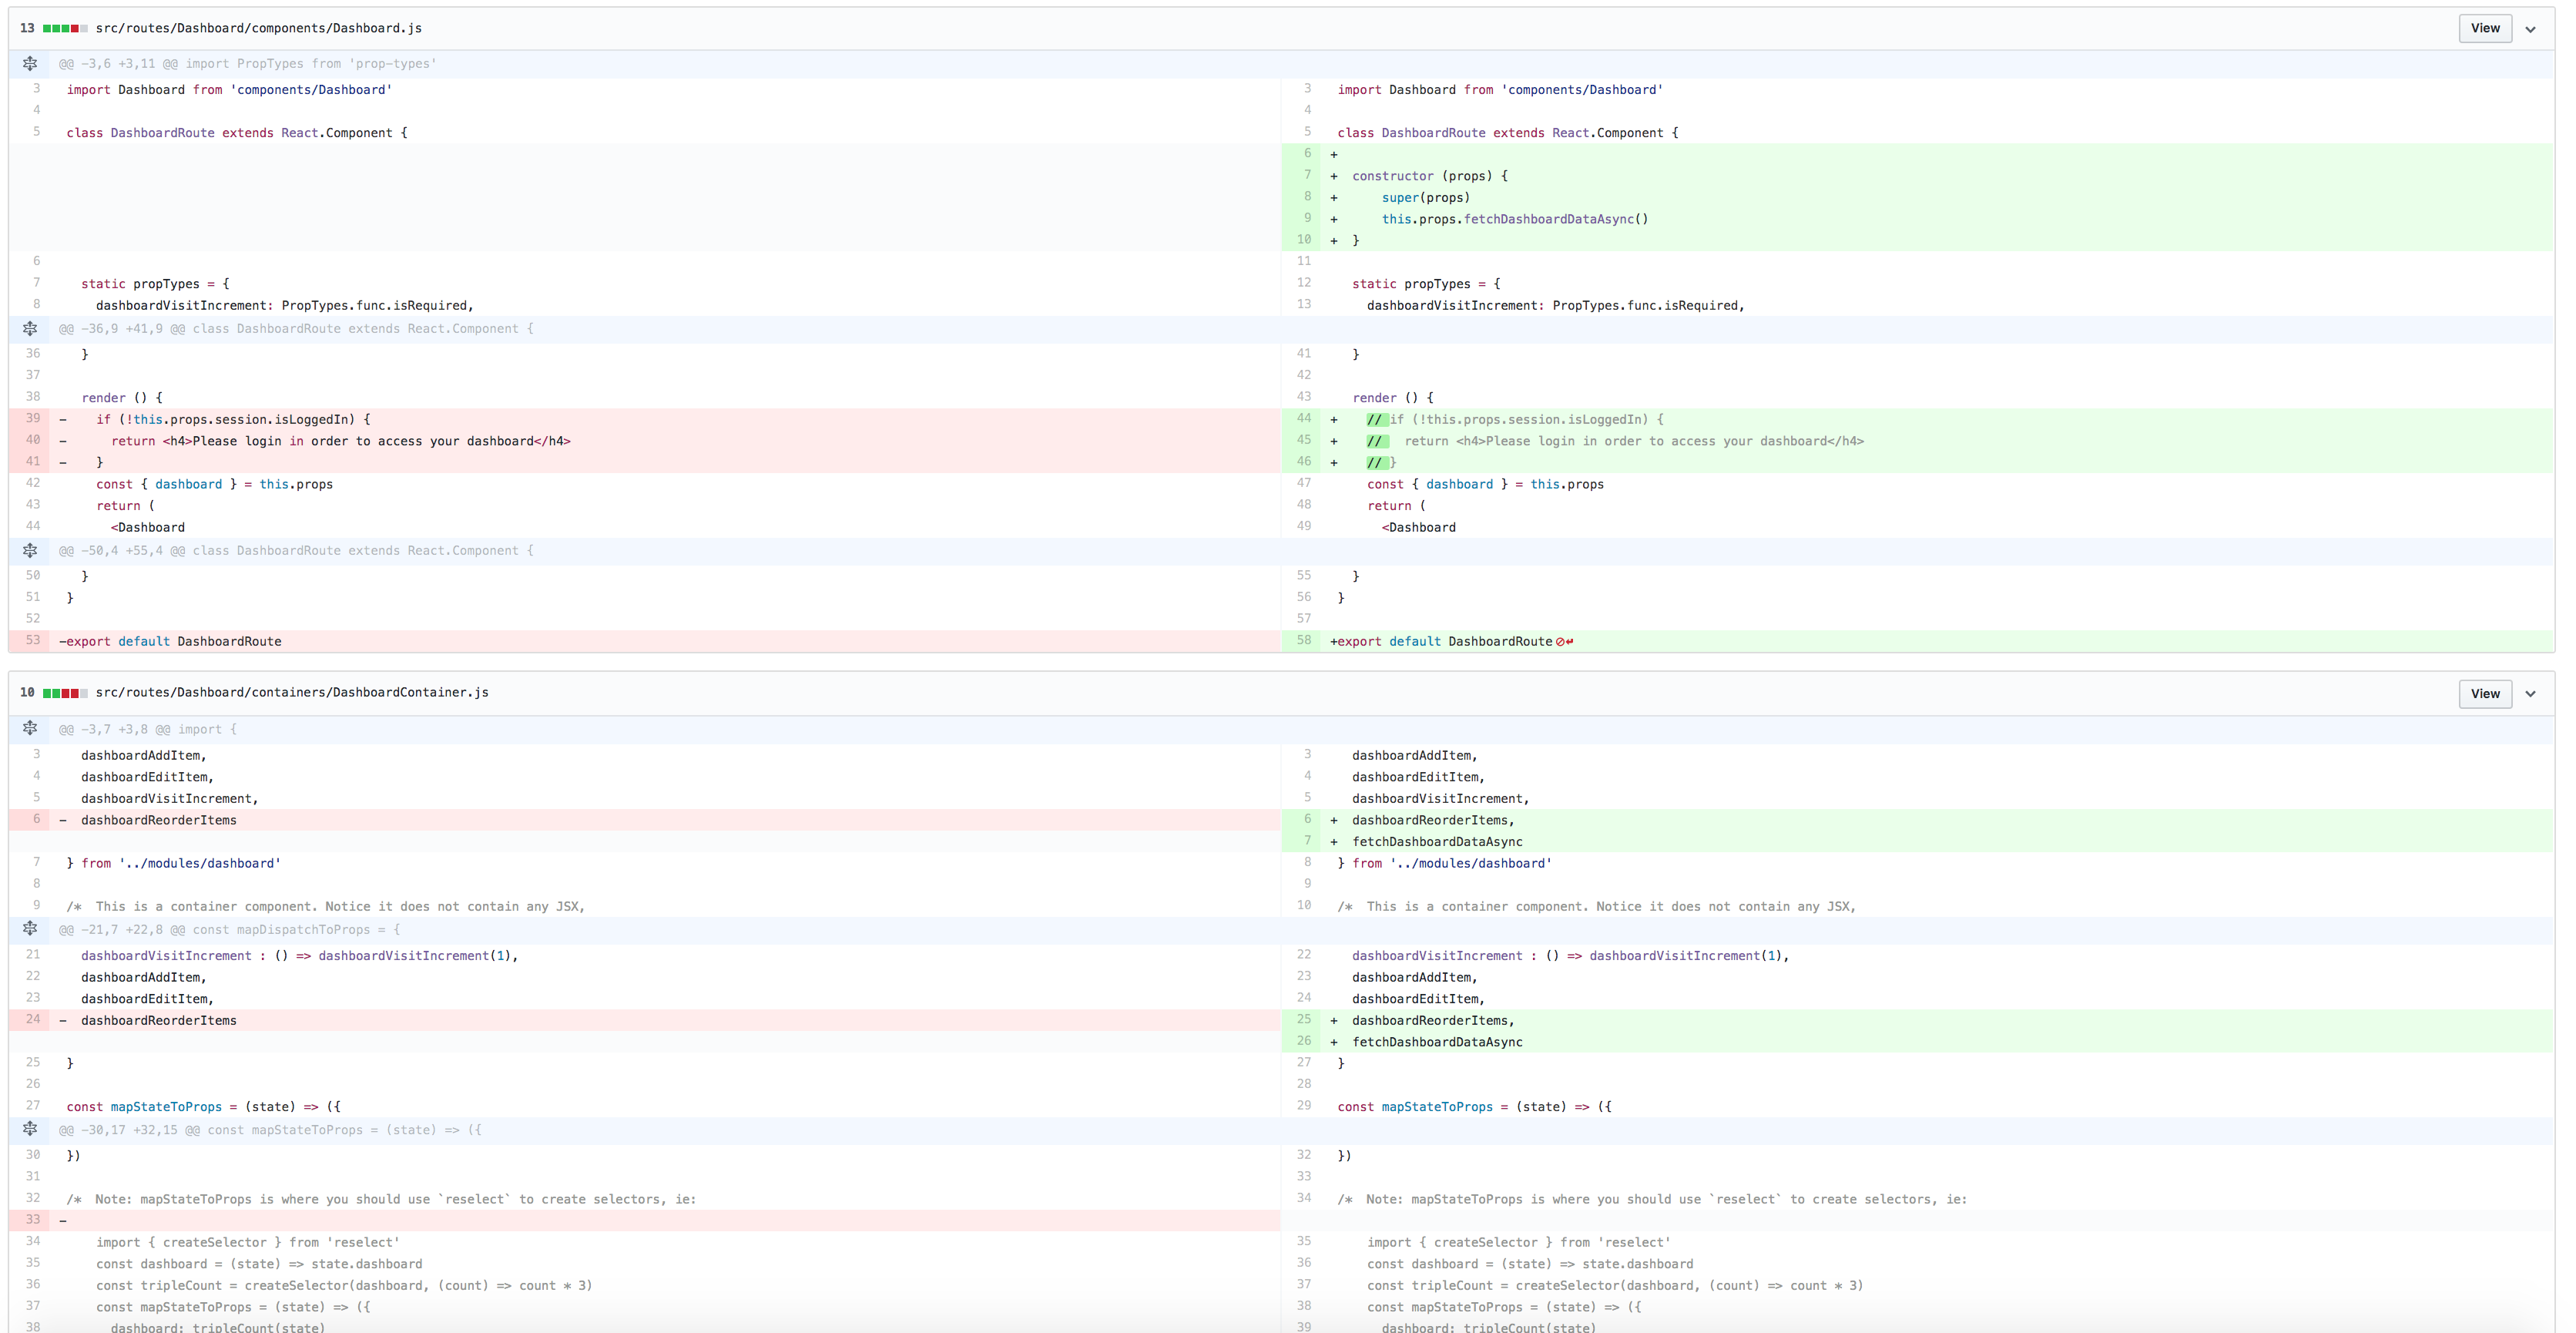 13 src/routes/Dashboard/components/Dashboard.js View
@@ -3,6 +3,11 @@ import PropTypes from 'prop-types'
3 import Dashboard from 'components/Dashboard' 3 import Dashboard from 'components/Dashboard'
4 4
5 class DashboardRoute extends React.Component { 5 class DashboardRoute extends React.Component {
6 +
7 + constructor (props) {
8 + super(props)
9 + this.props.fetchDashboardDataAsync()
10 + }
6 11
7 static propTypes = { 12 static propTypes = {
8 dashboardVisitIncrement: PropTypes.func.isRequired, 13 dashboardVisitIncrement: PropTypes.func.isRequired,
@@ -36,9 +41,9 @@ class DashboardRoute extends React.Component {
36 } 41 }
37 42
38 render () { 43 render () {
39 - if (!this.props.session.isLoggedIn) { 44 + // if (!this.props.session.isLoggedIn) {
40 - return <h4>Please login in order to access your dashboard</h4> 45 + // return <h4>Please login in order to access your dashboard</h4>
41 - } 46 + // }
42 const { dashboard } = this.props 47 const { dashboard } = this.props
43 return ( 48 return (
44 <Dashboard 49 <Dashboard
@@ -50,4 +55,4 @@ class DashboardRoute extends React.Component {
50 } 55 }
51 } 56 }
52 57
53 -export default DashboardRoute 58 +export default DashboardRoute
10 src/routes/Dashboard/containers/DashboardContainer.js View
@@ -3,7 +3,8 @@ import {
3 dashboardAddItem, 3 dashboardAddItem,
4 dashboardEditItem, 4 dashboardEditItem,
5 dashboardVisitIncrement, 5 dashboardVisitIncrement,
6 - dashboardReorderItems 6 + dashboardReorderItems,
7 + fetchDashboardDataAsync
7 } from '../modules/dashboard' 8 } from '../modules/dashboard'
8 9
9 /* This is a container component. Notice it does not contain any JSX, 10 /* This is a container component. Notice it does not contain any JSX,
@@ -21,7 +22,8 @@ const mapDispatchToProps = {
21 dashboardVisitIncrement : () => dashboardVisitIncrement(1), 22 dashboardVisitIncrement : () => dashboardVisitIncrement(1),
22 dashboardAddItem, 23 dashboardAddItem,
23 dashboardEditItem, 24 dashboardEditItem,
24 - dashboardReorderItems 25 + dashboardReorderItems,
26 + fetchDashboardDataAsync
25 } 27 }
26 28
27 const mapStateToProps = (state) => ({ 29 const mapStateToProps = (state) => ({
@@ -30,17 +32,15 @@ const mapStateToProps = (state) => ({
30 }) 32 })
31 33
32 /* Note: mapStateToProps is where you should use `reselect` to create selectors, ie: 34 /* Note: mapStateToProps is where you should use `reselect` to create selectors, ie:
33 -
34 import { createSelector } from 'reselect' 35 import { createSelector } from 'reselect'
35 const dashboard = (state) => state.dashboard 36 const dashboard = (state) => state.dashboard
36 const tripleCount = createSelector(dashboard, (count) => count * 3) 37 const tripleCount = createSelector(dashboard, (count) => count * 3)
37 const mapStateToProps = (state) => ({ 38 const mapStateToProps = (state) => ({
38 dashboard: tripleCount(state) 39 dashboard: tripleCount(state)